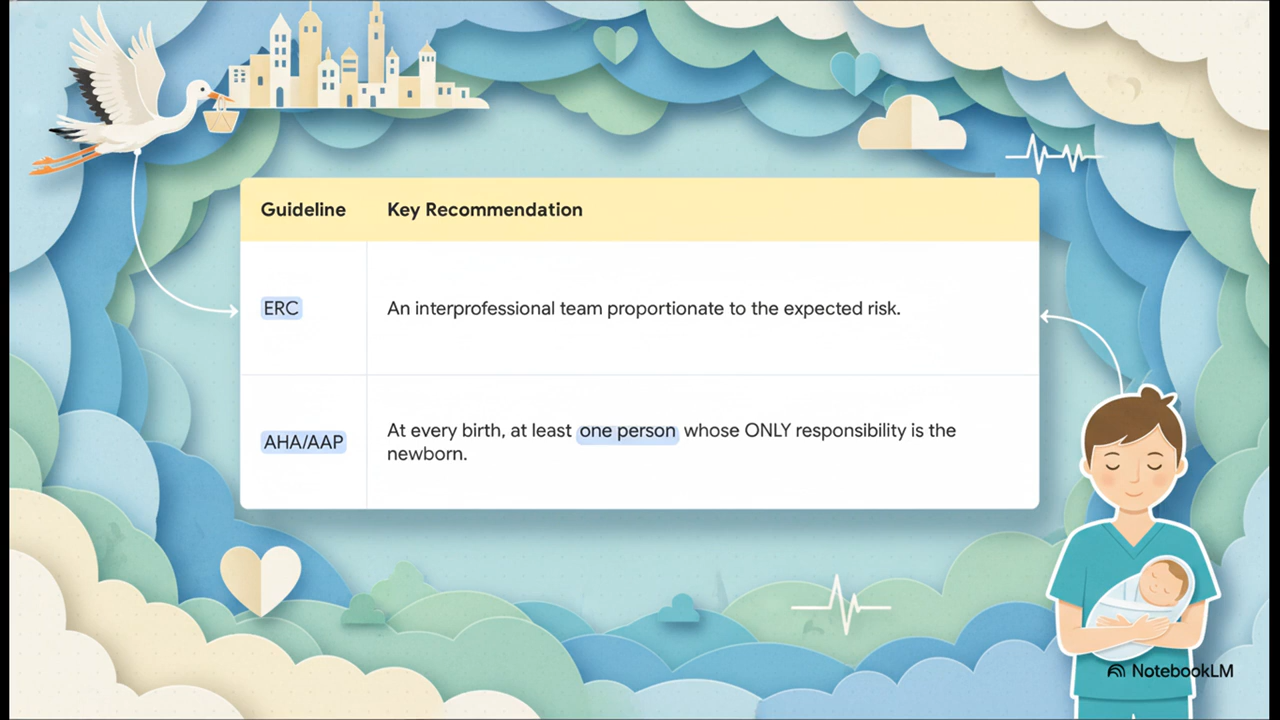 Guideline Key Recommendation
ERC An interprofessional team proportionate to the expected risk.
AHA/AAP At every birth, at least one person whose ONLY responsibility is the
newborn.
NotebookLM